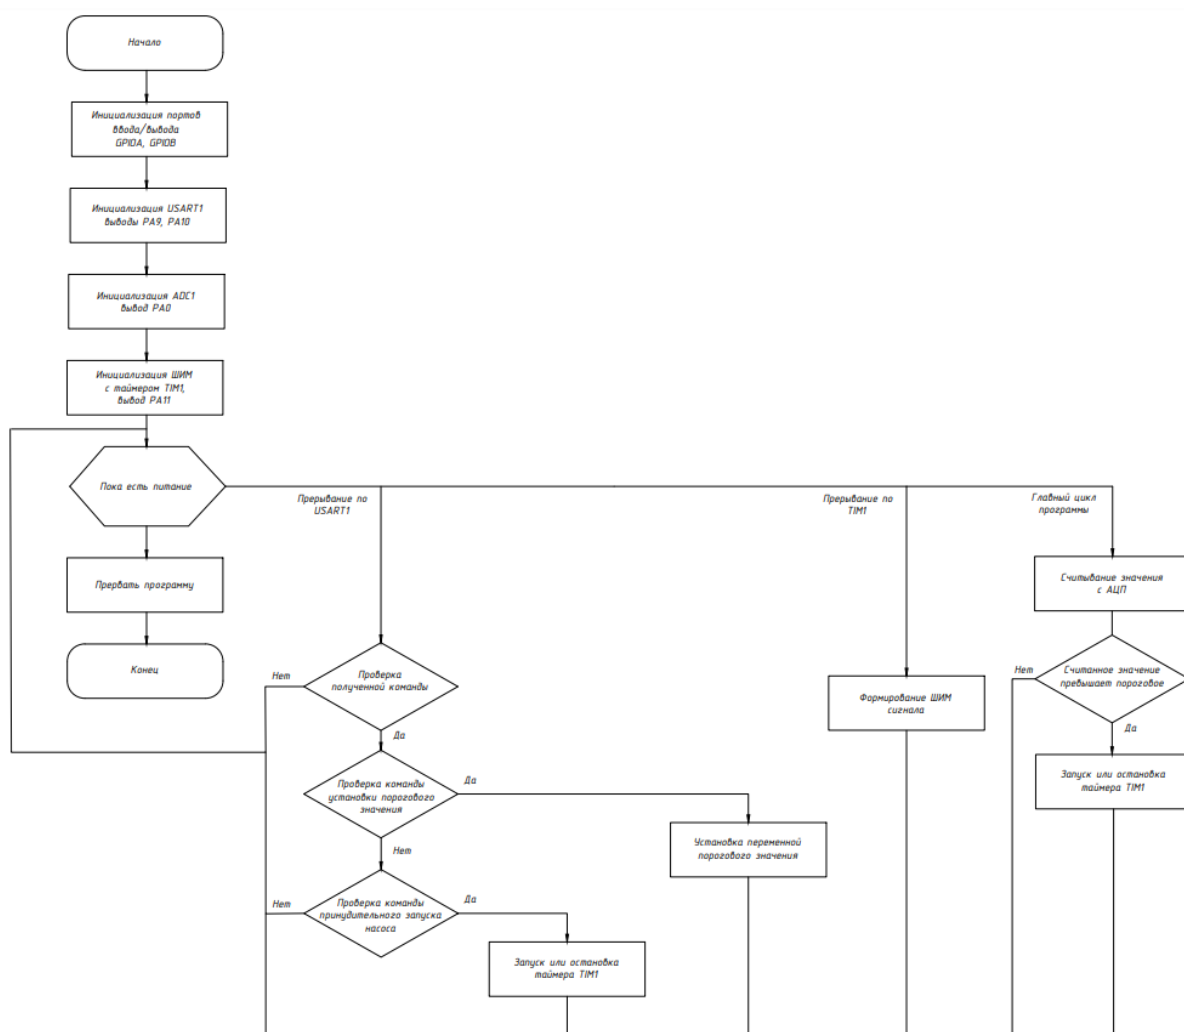 Начало
Инициализация портов
ввода/вывода
GPIOA, GPIOB
Инициализация USART1
выводы PA9, PA10
Инициализация ADC1
вывод PA0
Инициализация ШИМ
с таймером TIM1,
вывод PA11
Пока есть питание
Прерывание по
USART1
Прерывание по
TIM1
Главный цикл
программы
Прервать программу
Конец
Считывание значения
с АЦП
Нет
Проверка
полученной команды
Да
Формирование ШИМ
сигнала
Нет
Считанное значение
превышает пороговое
Да
Проверка команды
установки порогового
значения
Да
Нет
Запуск или остановка
таймера TIM1
Установка переменной
порогового значения
Нет
Проверка команды
принудительного запуска
насоса
Да
Запуск или остановка
таймера TIM1